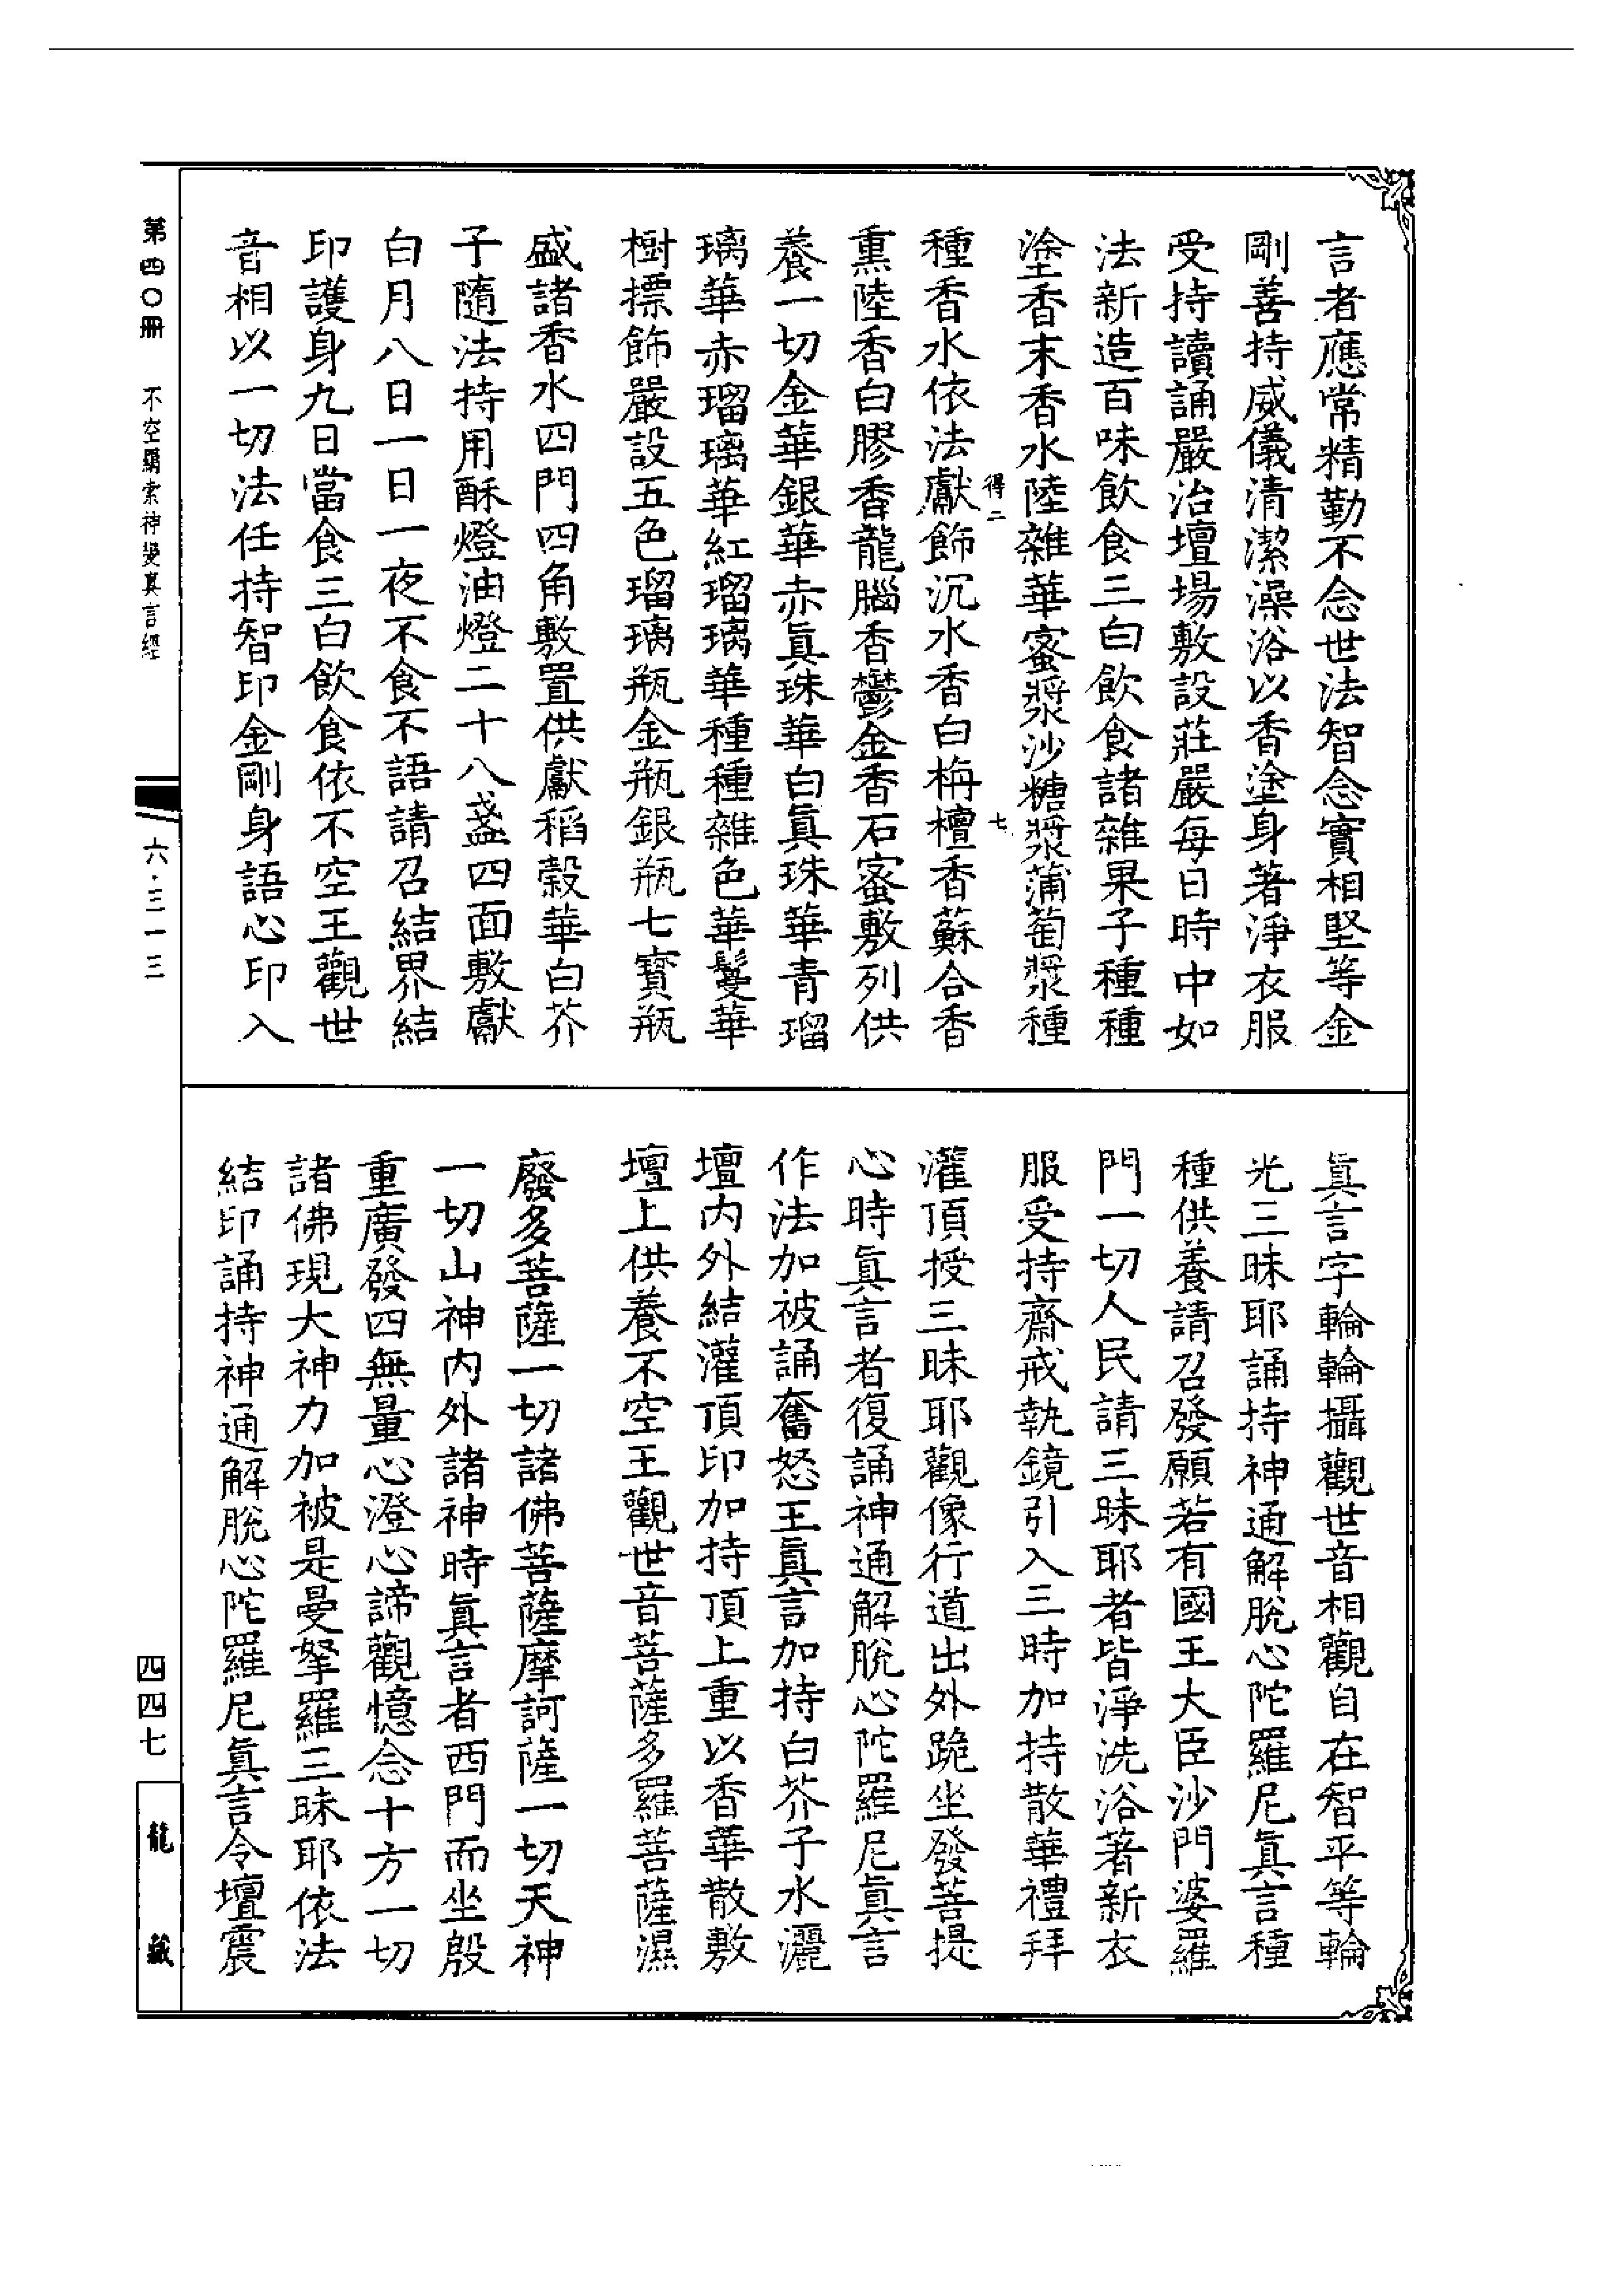 言者應常精勤不念世法智念念實相堅等金
剛善持威儀清潔澡浴以香塗身著淨衣服
受持讀誦嚴治壇場敷設莊嚴每日時中如
法新造百味飲食三白飲食諸雜果子種種
塗香末香水陸雜華蜜漿沙糖漿蒲萄漿種
得二
七
種香水依法獻飾沉水香白栴檀香蘇合香
熏陸香白膠香龍腦香鬱金香石蜜敷列供
養一切金華銀華赤眞珠華白眞珠華青瑠
璃華赤瑠璃華紅瑠璃華種種雜色華鬘華
樹摽飾嚴設五色瑠璃瓶金瓶銀瓶七寶瓶
盛諸香水四門四角敷置供獻稻穀華白芥
子隨法持用酥燈油燈二十八盞四面敷獻
白月八日一日一夜不食不語請召結界結
印護身九日當食三白飲食依不空王觀世
音相以一切法任持智印金剛身語心印入
眞言字輪輪攝觀世音相觀自在智平等輪
光三昧耶誦持神通解脫心陀羅尼眞言種
種供養請召發願若有國王大臣沙門婆羅
門一切人民請三昧耶者皆淨洗浴著新衣
服受持齋戒執鏡引入三時加持散華禮拜
灌頂授三昧耶觀像行道出外跪坐發菩提
心時眞言者復誦神通解脫心陀羅尼眞言
作法加被誦奮怒王眞言加持白芥子水灑
壇內外結灌頂印加持頂上重以香華散敷
壇上供養不空王觀世音菩薩多羅菩薩濕
廢多菩薩一切諸佛菩薩摩訶薩一切天神
一切山神內外諸神時眞言者西門而坐殷
重廣發四無量心澄心諦觀憶念十方一切
諸佛現大神力加被是曼拏羅三昧耶依法
結印誦持神通解脫心陀羅尼眞言令壇震
第四〇冊 不空羂索神變真言經
六·三一三
四四七
龍藏